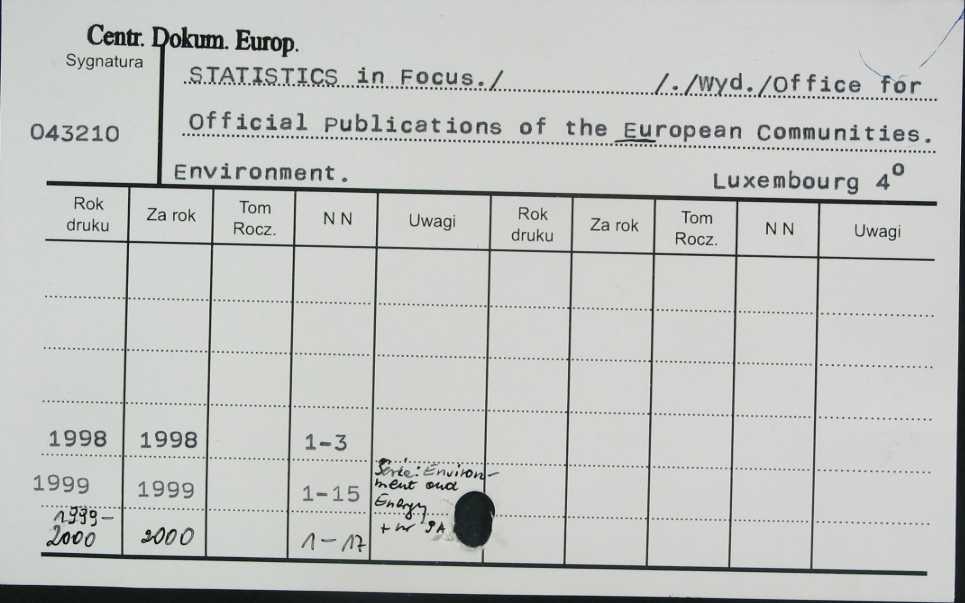 Centr. Dokum. Europ.
Sygnatura
STATISTICS in Focus./ /./Wyd./Office for
043210
Official Publications of the European Communities.
Environment. Luxembourg 4⁰
Rok druku Za rok Tom Rocz. N N Uwagi Rok druku Za rok Tom Rocz. N N Uwagi
1998 1998 1-3
1999 1999 1-15 Serie: Environ-
ment and
Energy
+ nr 9A
1999-
2000 2000 1-17